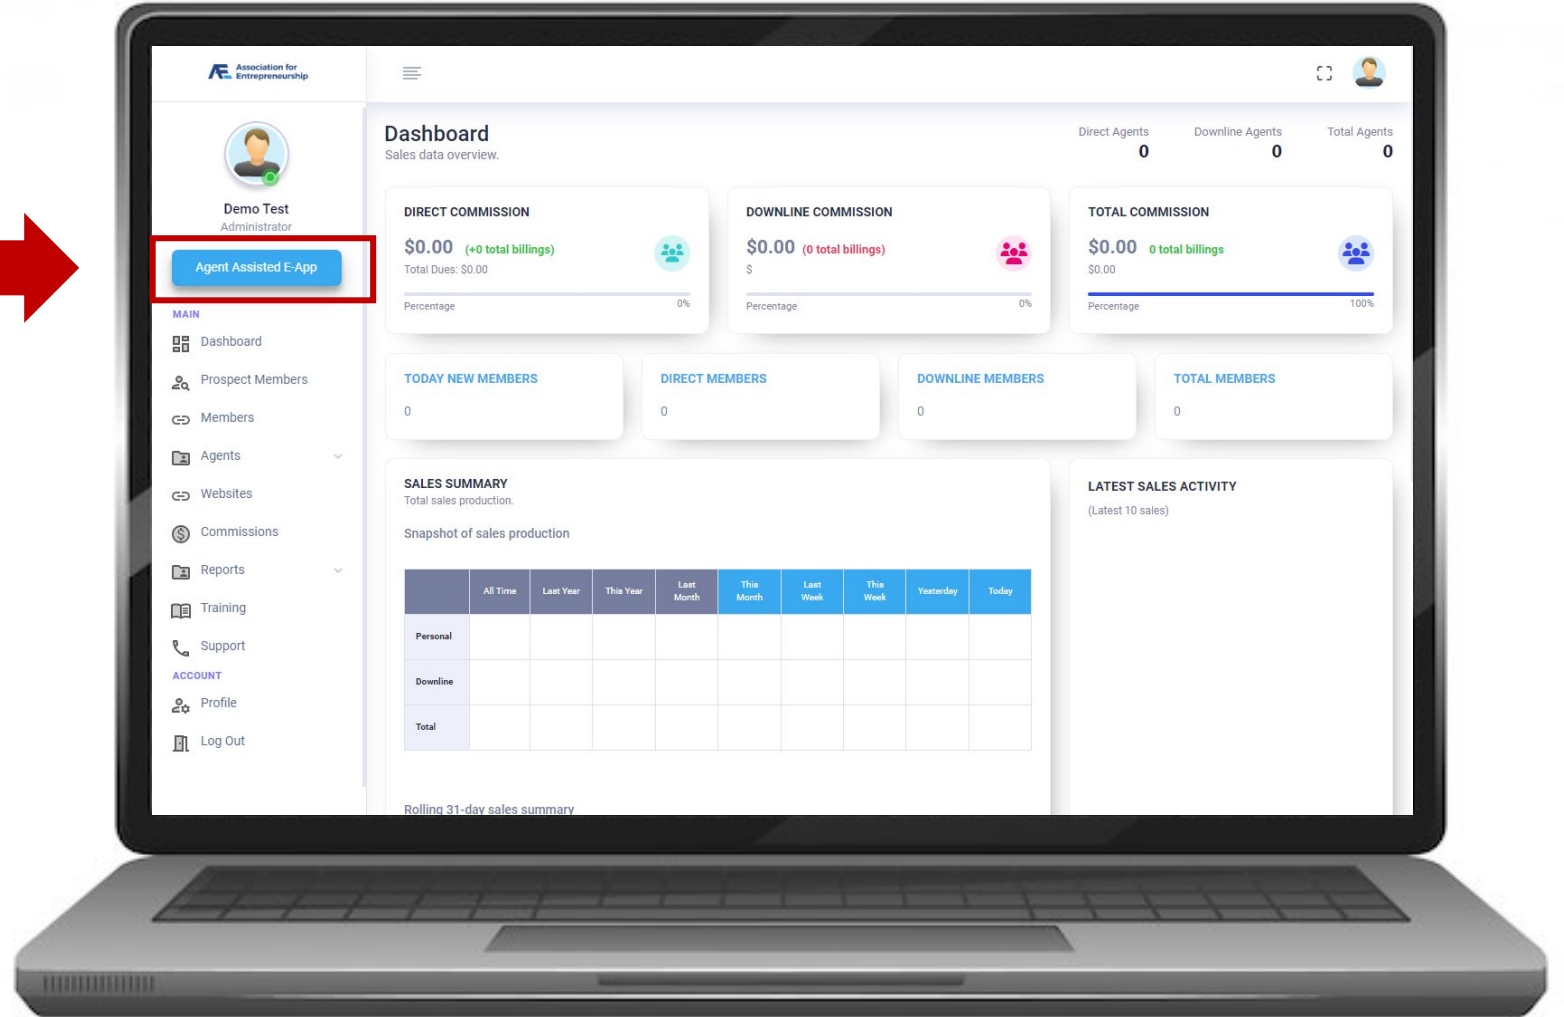 Association for
Entrepreneurship
Demo Test
Administrator
Agent Assisted E-App
MAIN
Dashboard
Prospect Members
Members
Agents
Websites
Commissions
Reports
Training
Support
ACCOUNT
Profile
Log Out
Dashboard
Sales data overview.
Direct Agents
0
Downline Agents
0
Total Agents
0
DIRECT COMMISSION
$0.00 (+0 total billings)
Total Dues: $0.00
Percentage 0%
DOWNLINE COMMISSION
$0.00 (0 total billings)
$
Percentage 0%
TOTAL COMMISSION
$0.00 0 total billings
$0.00
Percentage 100%
TODAY NEW MEMBERS
0
DIRECT MEMBERS
0
DOWNLINE MEMBERS
0
TOTAL MEMBERS
0
SALES SUMMARY
Total sales production.
Snapshot of sales production
All Time
Last Year
This Year
Last
Month
This
Month
Last
Week
This
Week
Yesterday
Today
Personal
Downline
Total
Rolling 31-day sales summary
LATEST SALES ACTIVITY
(Latest 10 sales)